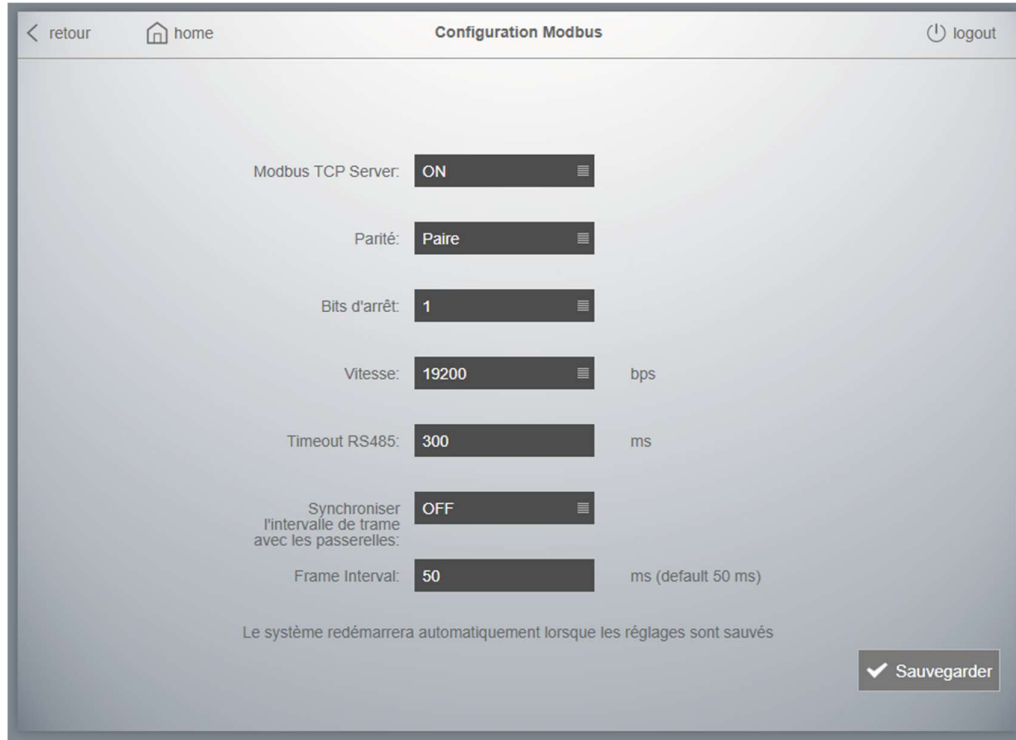 retour home Configuration Modbus logout
Modbus TCP Server: ON
Parité: Paire
Bits d'arrêt: 1
Vitesse: 19200 bps
Timeout RS485: 300 ms
Synchroniser OFF
l'intervalle de trame
avec les passerelles:
Frame Interval: 50 ms (default 50 ms)
Le système redémarrera automatiquement lorsque les réglages sont sauvés
Sauvegarder